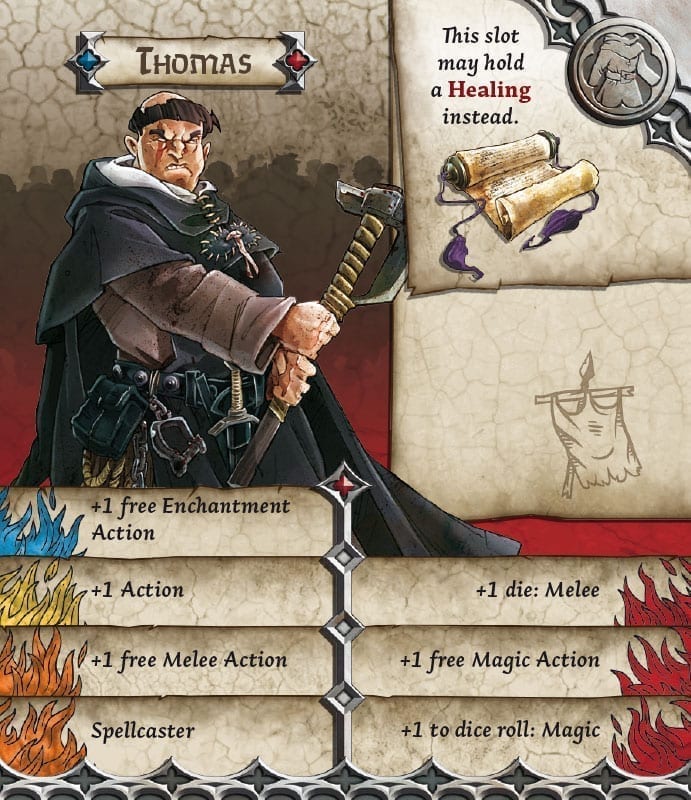 Thomas
This slot
may hold
a Healing
instead.
+1 free Enchantment
Action
+1 Action
+1 die: Melee
+1 free Melee Action
+1 free Magic Action
Spellcaster
+1 to dice roll: Magic